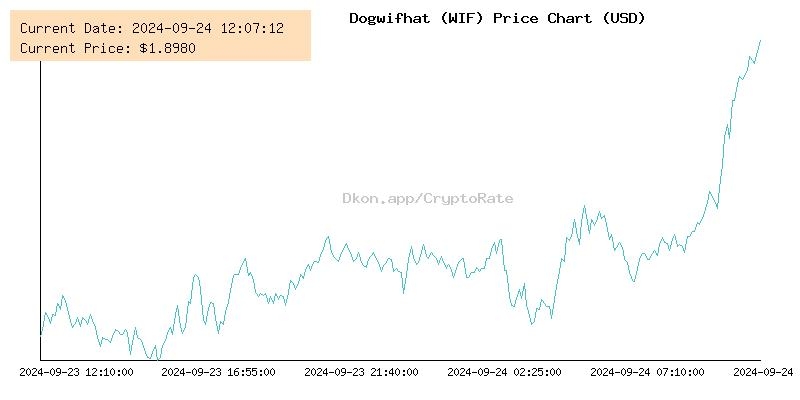 Dogwifhat (WIF) Price Chart (USD)
Current Date: 2024-09-24 12:07:12
Current Price: $1.8980
Dkon.app/CryptoRate
2024-09-23 12:10:00 2024-09-23 16:55:00 2024-09-23 21:40:00 2024-09-24 02:25:00 2024-09-24 07:10:00 2024-09-24